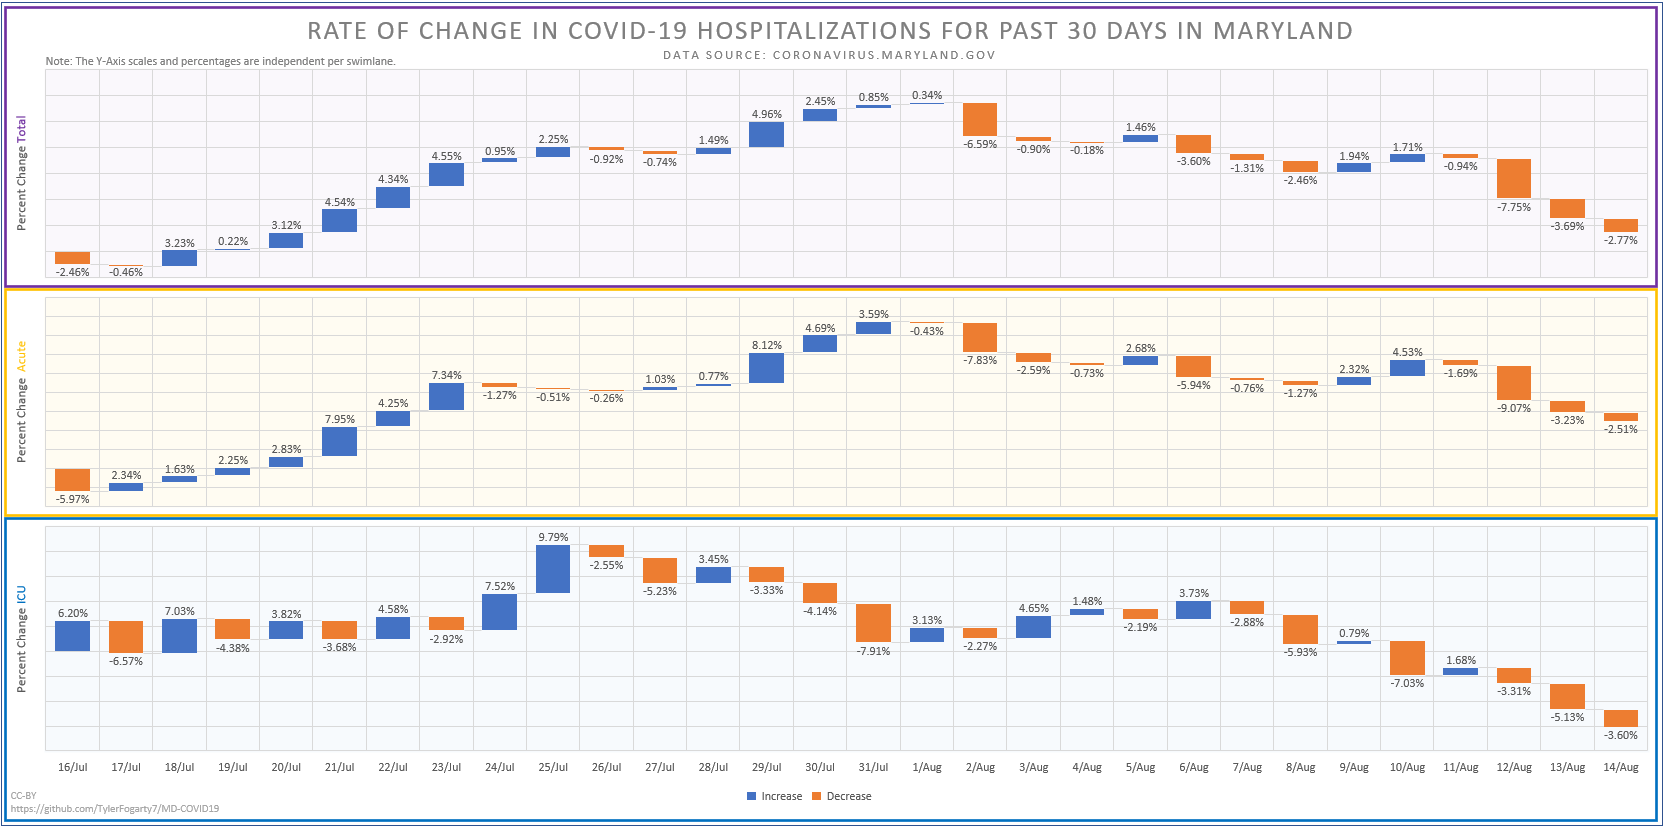 RATE OF CHANGE IN COVID-19 HOSPITALIZATIONS FOR PAST 30 DAYS IN MARYLAND
DATA SOURCE: CORONAVIRUS.MARYLAND.GOV
Note: The Y-Axis scales and percentages are independent per swimlane.
Percent Change Total
-2.46% -0.46% 3.23% 0.22% 3.12% 4.54% 4.34% 4.55% 0.95% 2.25% -0.92% -0.74% 1.49% 4.96% 2.45% 0.85% 0.34% -6.59% -0.90% -0.18% 1.46% -3.60% -1.31% -2.46% 1.94% 1.71% -0.94% -7.75% -3.69% -2.77%
Percent Change Acute
-5.97% 2.34% 1.63% 2.25% 2.83% 7.95% 4.25% 7.34% -1.27% -0.51% -0.26% 1.03% 0.77% 8.12% 4.69% 3.59% -0.43% -7.83% -2.59% -0.73% 2.68% -5.94% -0.76% -1.27% 2.32% 4.53% -1.69% -9.07% -3.23% -2.51%
Percent Change ICU
6.20% -6.57% 7.03% -4.38% 3.82% -3.68% 4.58% -2.92% 7.52% 9.79% -2.55% -5.23% 3.45% -3.33% -4.14% -7.91% 3.13% -2.27% 4.65% 1.48% -2.19% 3.73% -2.88% -5.93% 0.79% -7.03% 1.68% -3.31% -5.13% -3.60%
16/Jul 17/Jul 18/Jul 19/Jul 20/Jul 21/Jul 22/Jul 23/Jul 24/Jul 25/Jul 26/Jul 27/Jul 28/Jul 29/Jul 30/Jul 31/Jul 1/Aug 2/Aug 3/Aug 4/Aug 5/Aug 6/Aug 7/Aug 8/Aug 9/Aug 10/Aug 11/Aug 12/Aug 13/Aug 14/Aug
Increase Decrease
CC-BY
https://github.com/TylerFogarty7/MD-COVID19